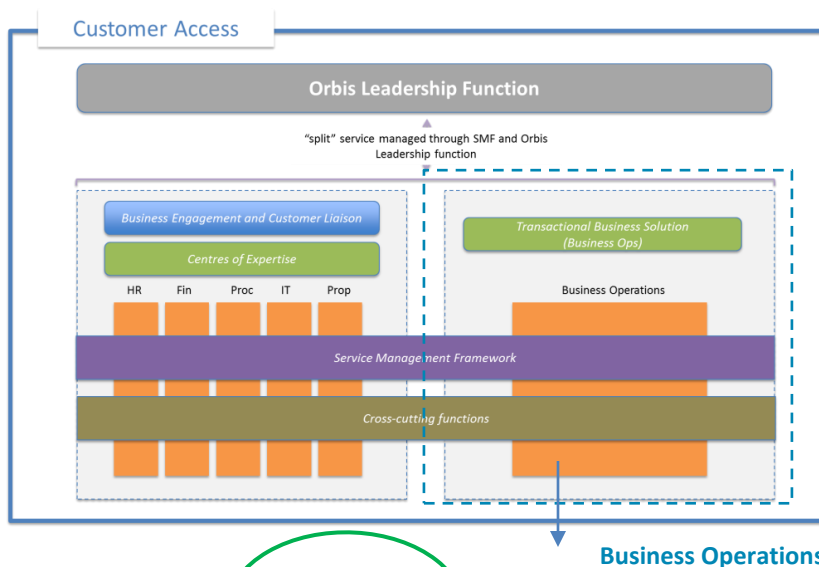 Customer Access
Orbis Leadership Function
“split” service managed through SMF and Orbis
Leadership function
Business Engagement and Customer Liaison
Centres of Expertise
HR Fin Proc IT Prop
Transactional Business Solution
(Business Ops)
Business Operations
Service Management Framework
Cross-cutting functions
Business Operations